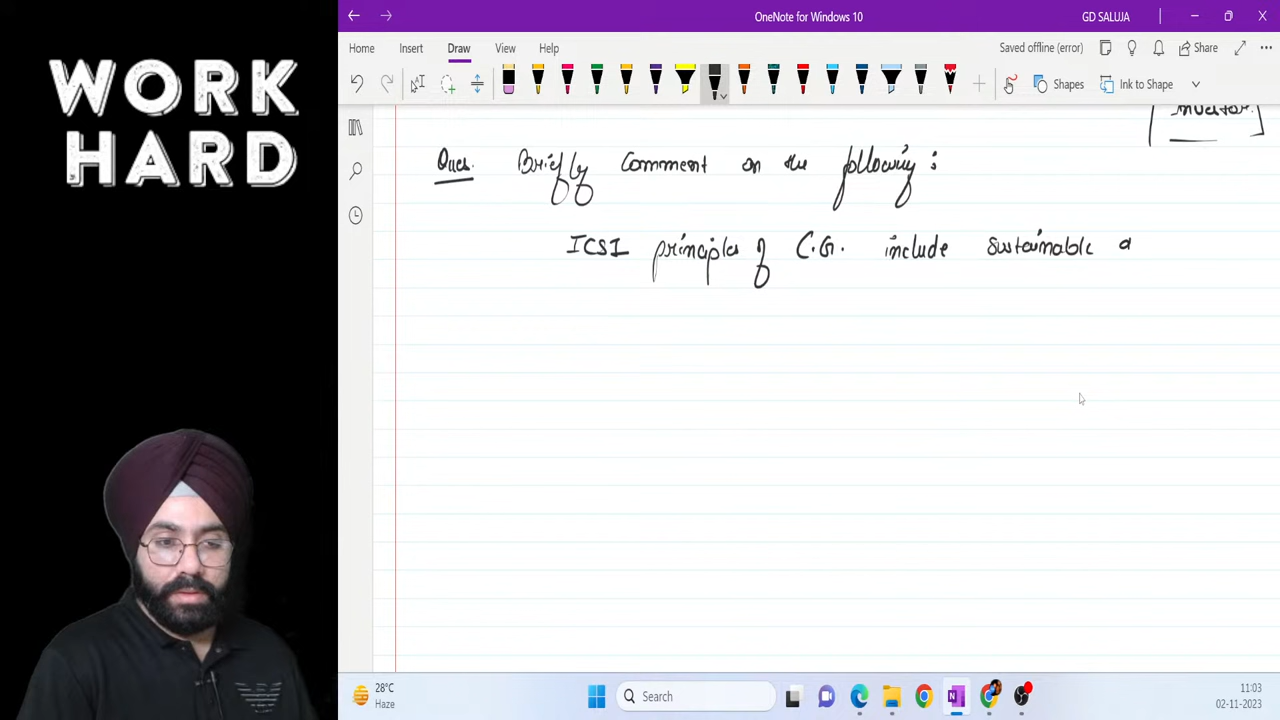 WORK
HARD
OneNote for Windows 10
GD SALUJA
Home Insert Draw View Help
Saved offline (error)
Share
Shapes
Ink to Shape
Ques. Briefly Comment on the following :
ICSI principles of C.G. include sustainable
28°C
Haze
Search
11:03
02-11-2023